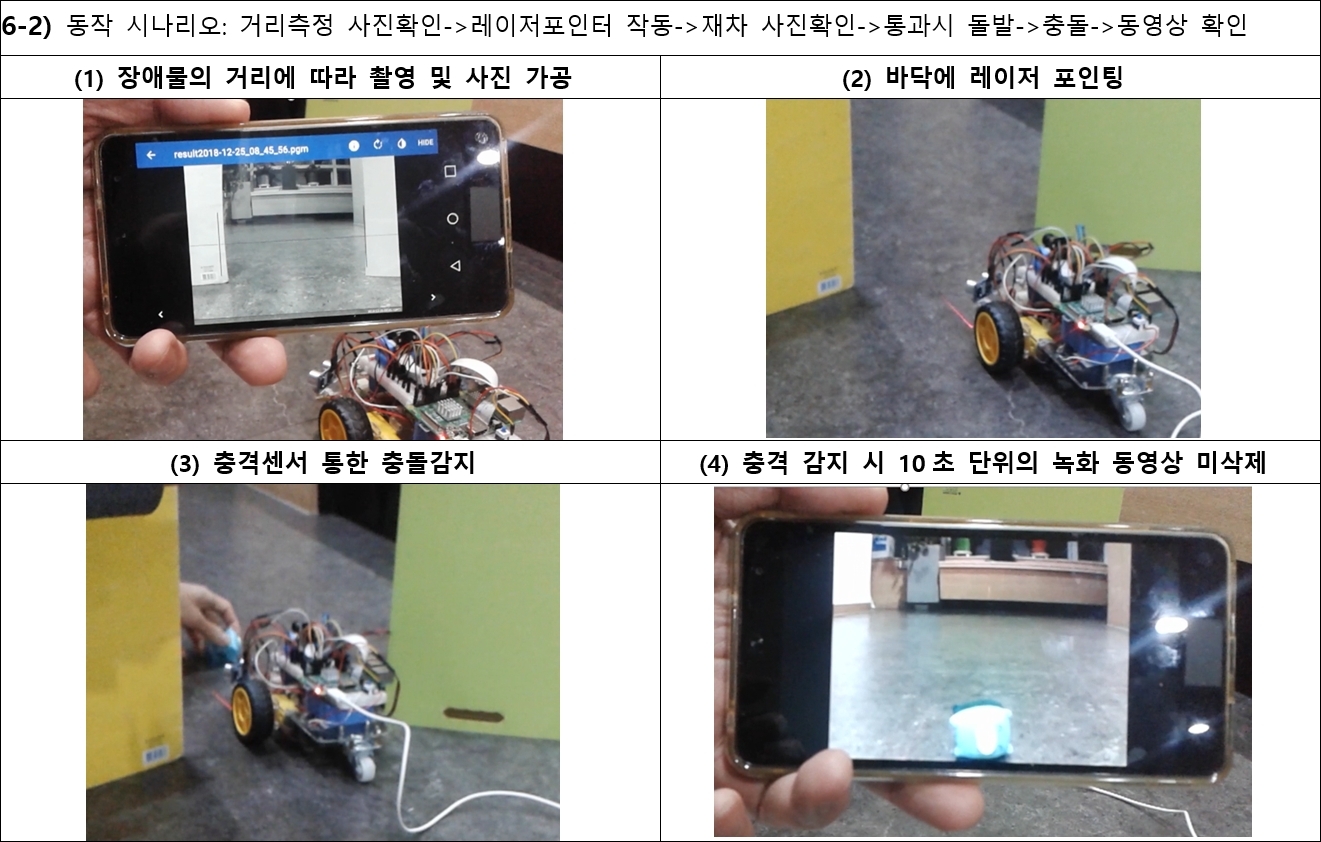 6-2) 동작 시나리오: 거리측정 사진확인->레이저포인터 작동->재차 사진확인->통과시 돌발->충돌->동영상 확인
(1) 장애물의 거리에 따라 촬영 및 사진 가공
(2) 바닥에 레이저 포인팅
result2018-12-25_08_45_56.pgm
HIDE
(3) 충격센서 통한 충돌감지
(4) 충격 감지 시 10초 단위의 녹화 동영상 미삭제